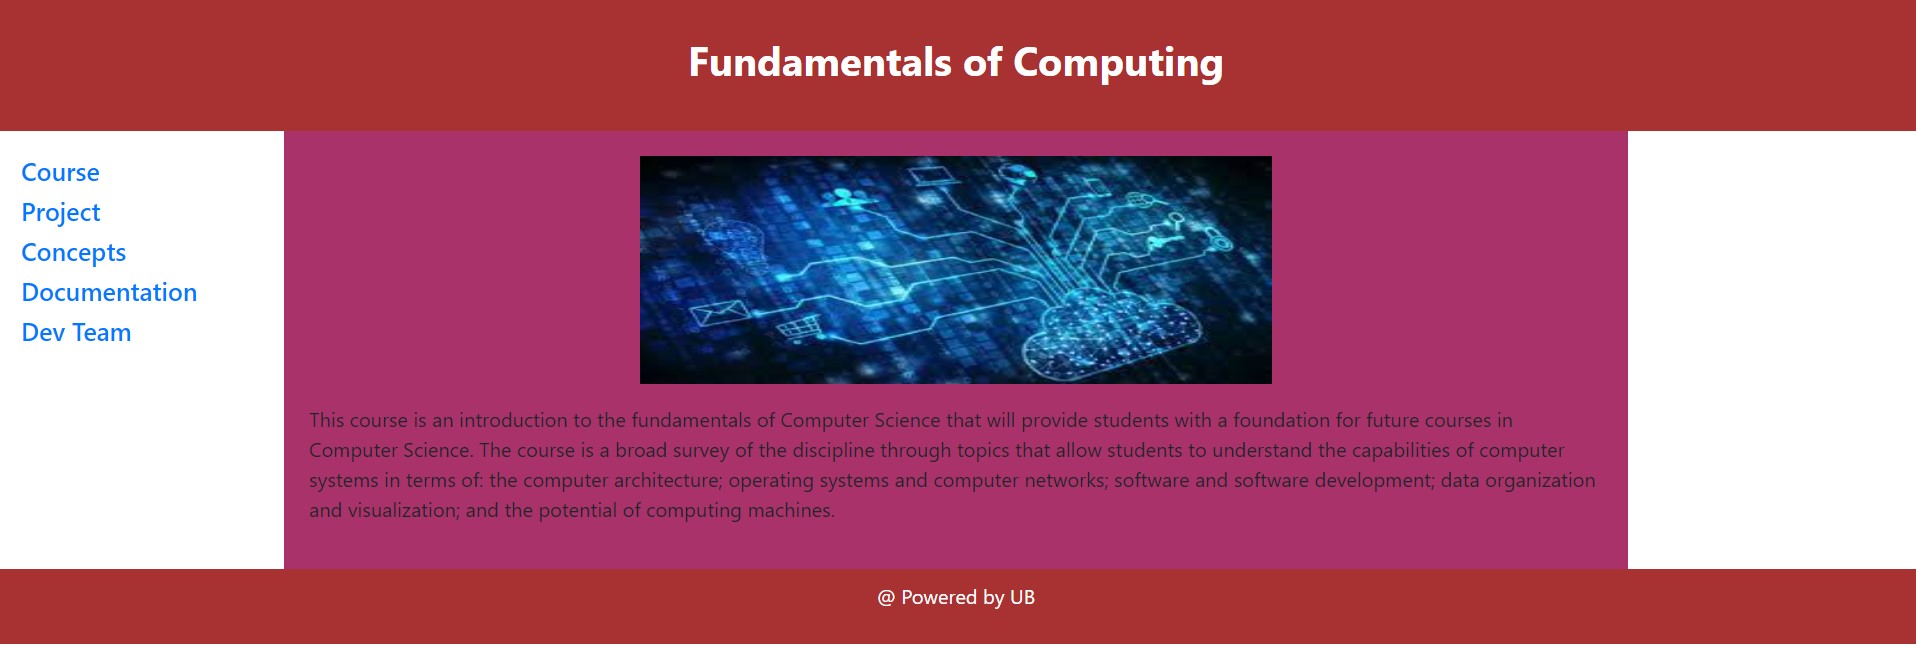 Fundamentals of Computing
Course
Project
Concepts
Documentation
Dev Team
This course is an introduction to the fundamentals of Computer Science that will provide students with a foundation for future courses in
Computer Science. The course is a broad survey of the discipline through topics that allow students to understand the capabilities of computer
systems in terms of: the computer architecture; operating systems and computer networks; software and software development; data organization
and visualization; and the potential of computing machines.
@ Powered by UB